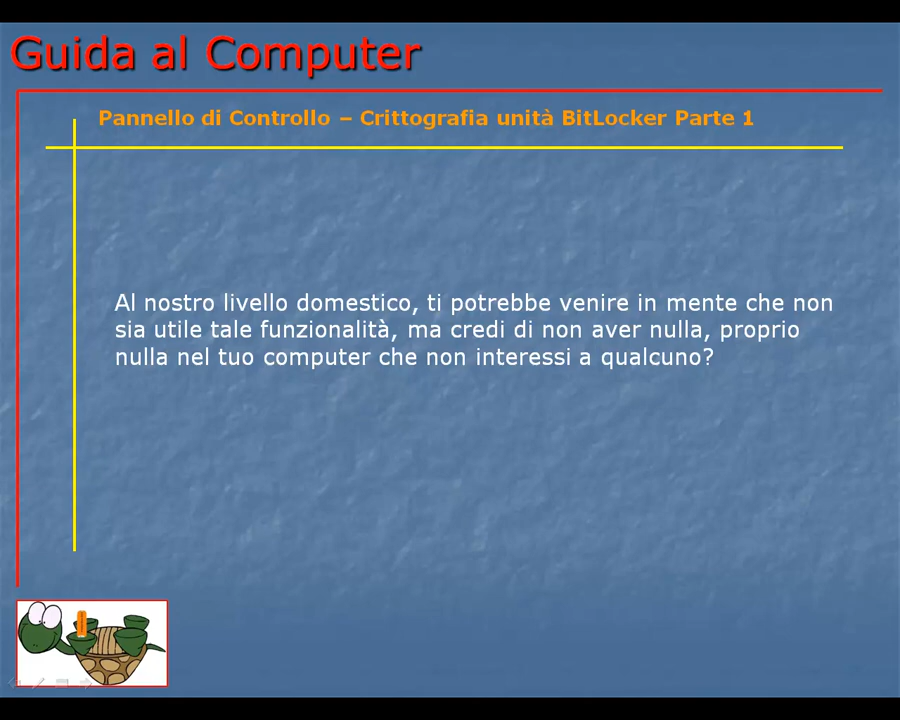 Guida al Computer
Pannello di Controllo – Crittografia unità BitLocker Parte 1
Al nostro livello domestico, ti potrebbe venire in mente che non
sia utile tale funzionalità, ma credi di non aver nulla, proprio
nulla nel tuo computer che non interessi a qualcuno?